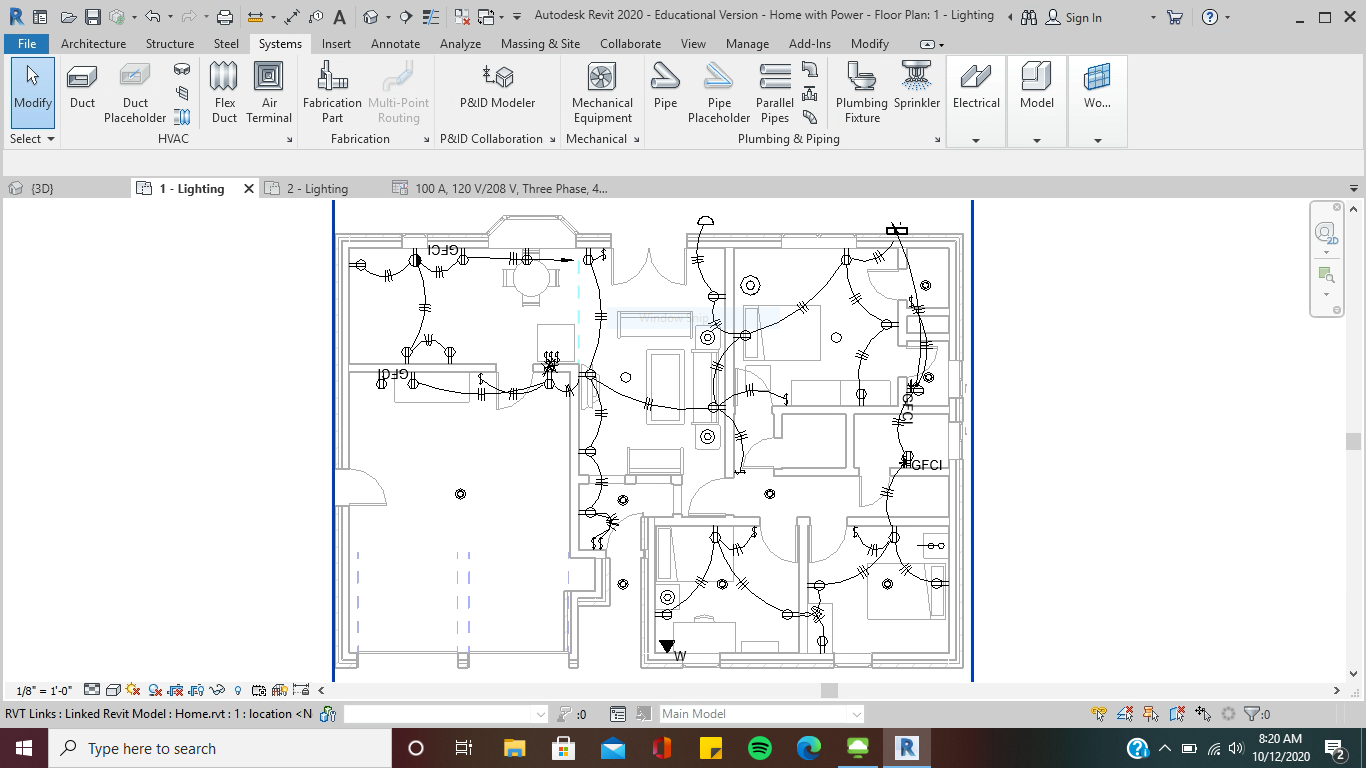 Autodesk Revit 2020 - Educational Version - Home with Power - Floor Plan: 1 - Lighting
Sign In
File Architecture Structure Steel Systems Insert Annotate Analyze Massing & Site Collaborate View Manage Add-Ins Modify
Modify
Duct
Duct Placeholder
Flex Duct
Air Terminal
Fabrication Part
Multi-Point Routing
P&ID Modeler
Mechanical Equipment
Pipe
Pipe Placeholder
Parallel Pipes
Plumbing Fixture
Sprinkler
Electrical
Model
Wo...
Select HVAC Fabrication P&ID Collaboration Mechanical Plumbing & Piping
{3D} 1 - Lighting 2 - Lighting 100 A, 120 V/208 V, Three Phase, 4...
2D
GFCI
GFCI
GFCI
GFCI
W
1/8" = 1'-0"
RVT Links : Linked Revit Model : Home.rvt : 1 : location <N
:0
Main Model
:0
Type here to search
8:20 AM
10/12/2020
2